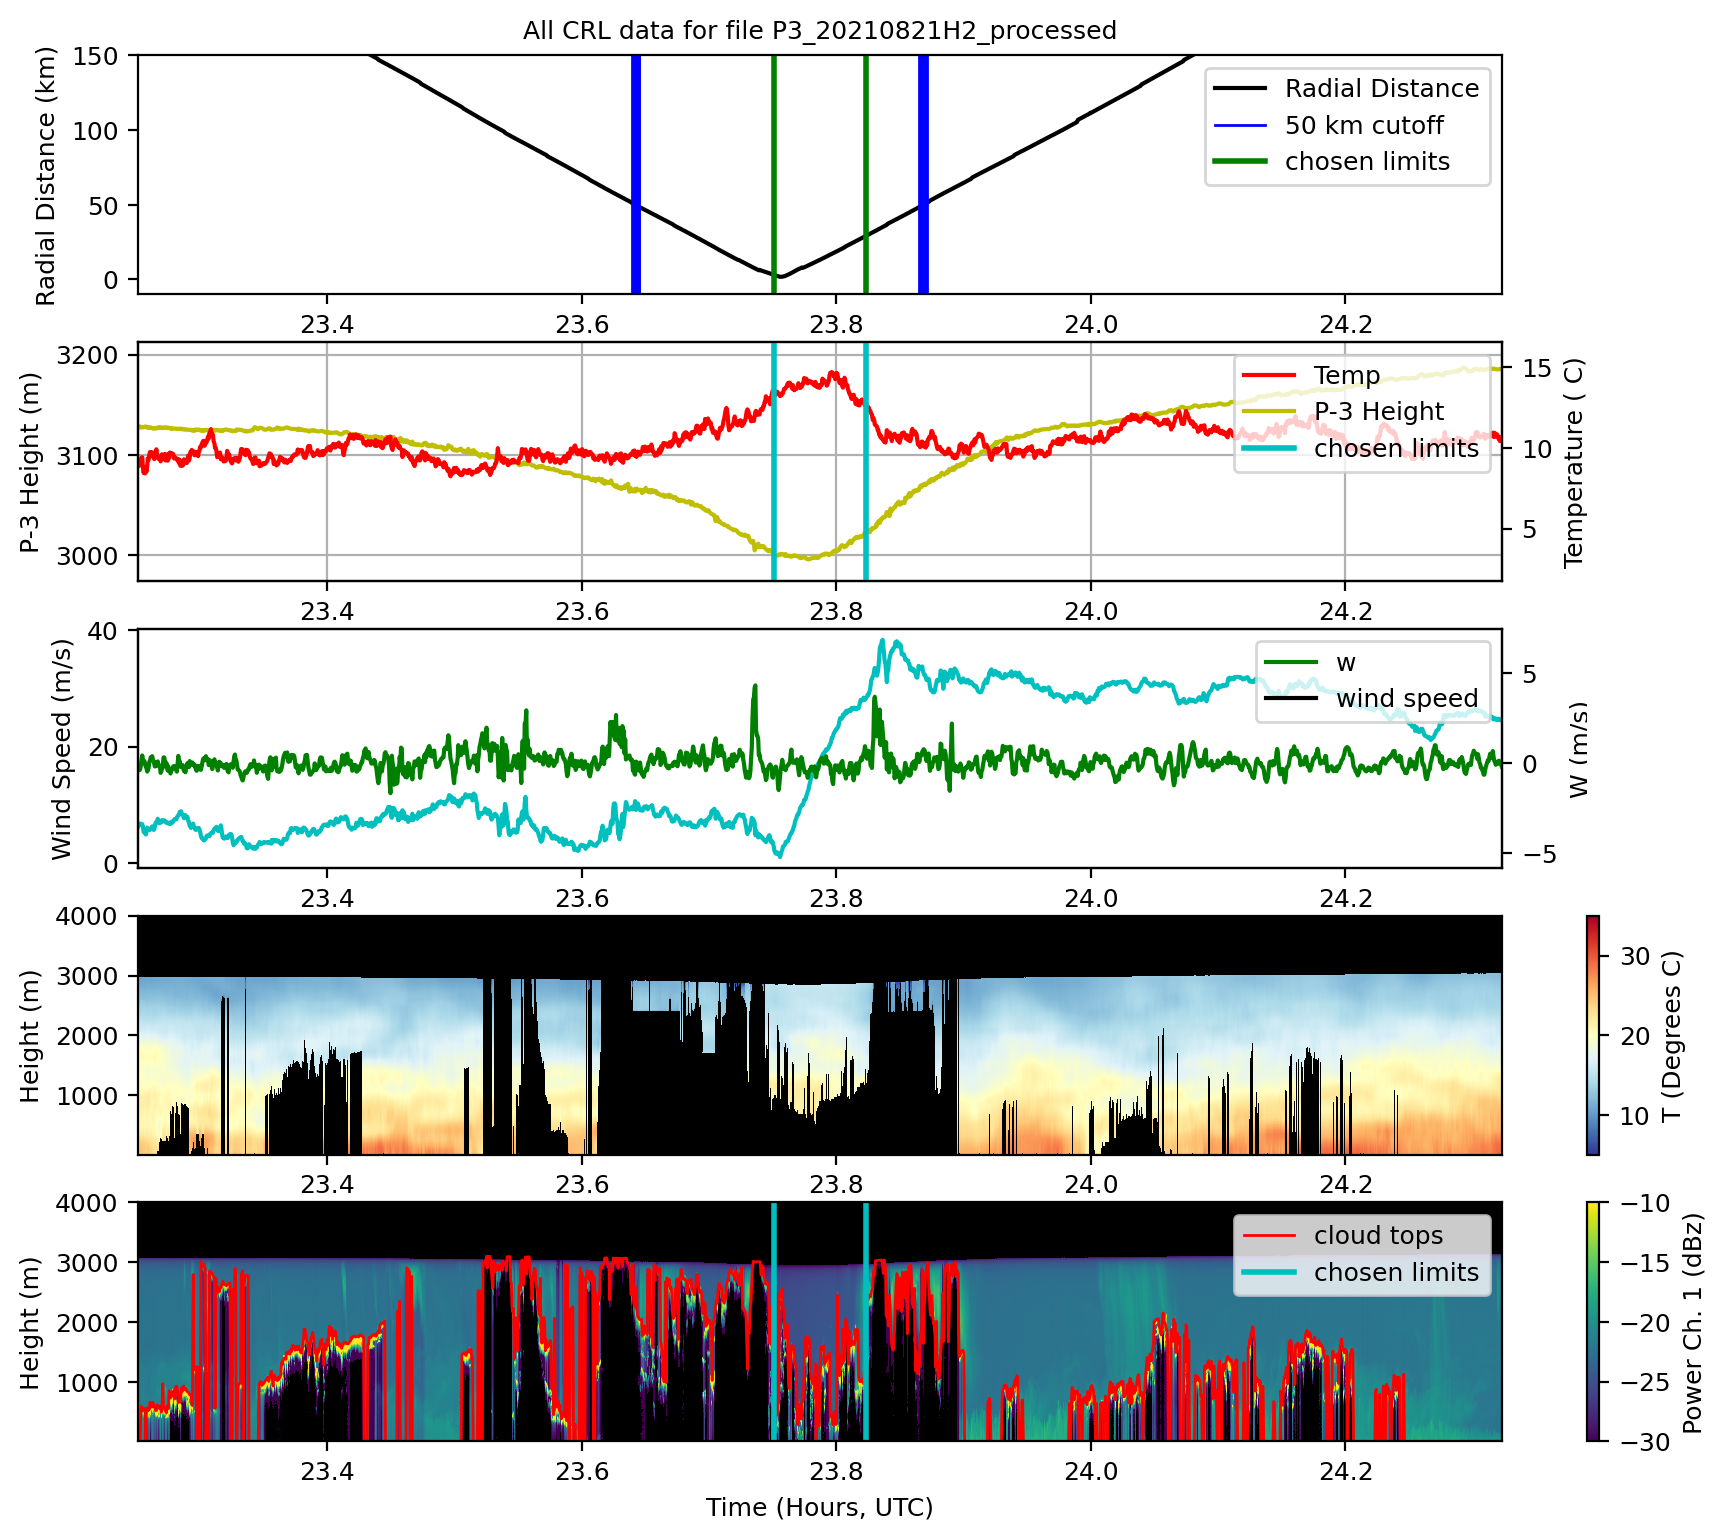 All CRL data for file P3_20210821H2_processed
Radial Distance (km)
150
100
50
0
Radial Distance
50 km cutoff
chosen limits
23.4 23.6 23.8 24.0 24.2
P-3 Height (m)
3200
3100
3000
Temp
P-3 Height
chosen limits
15
10
5
Temperature ( C)
23.4 23.6 23.8 24.0 24.2
Wind Speed (m/s)
40
20
0
w
wind speed
5
0
−5
W (m/s)
23.4 23.6 23.8 24.0 24.2
Height (m)
4000
3000
2000
1000
30
20
10
T (Degrees C)
23.4 23.6 23.8 24.0 24.2
Height (m)
4000
3000
2000
1000
cloud tops
chosen limits
−10
−15
−20
−25
−30
Power Ch. 1 (dBz)
23.4 23.6 23.8 24.0 24.2
Time (Hours, UTC)